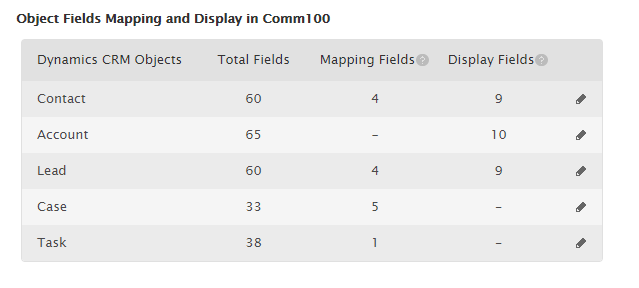 Object Fields Mapping and Display in Comm100
Dynamics CRM Objects Total Fields Mapping Fields ? Display Fields ?
Contact 60 4 9
Account 65 – 10
Lead 60 4 9
Case 33 5 –
Task 38 1 –